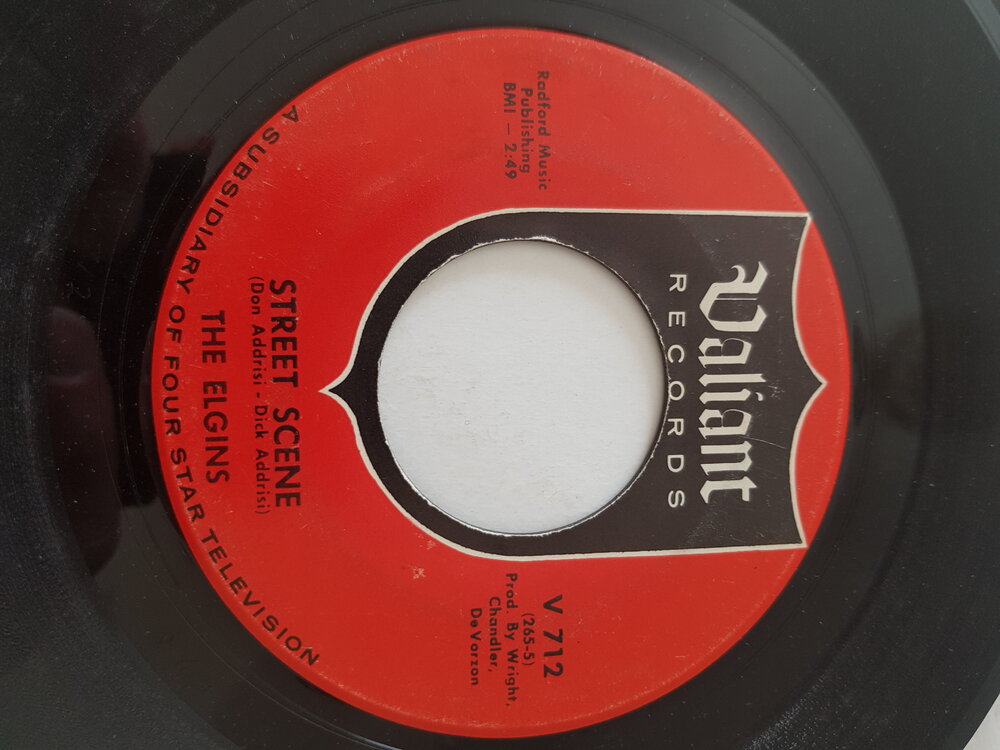 Valiant
RECORDS
Radford Music
Publishing
BMI — 2:49
V 712
(265-5)
Prod. By Wright,
Chandler,
DeVorzon
STREET SCENE
(Don Addrisi - Dick Addrisi)
THE ELGINS
A SUBSIDIARY OF FOUR STAR TELEVISION